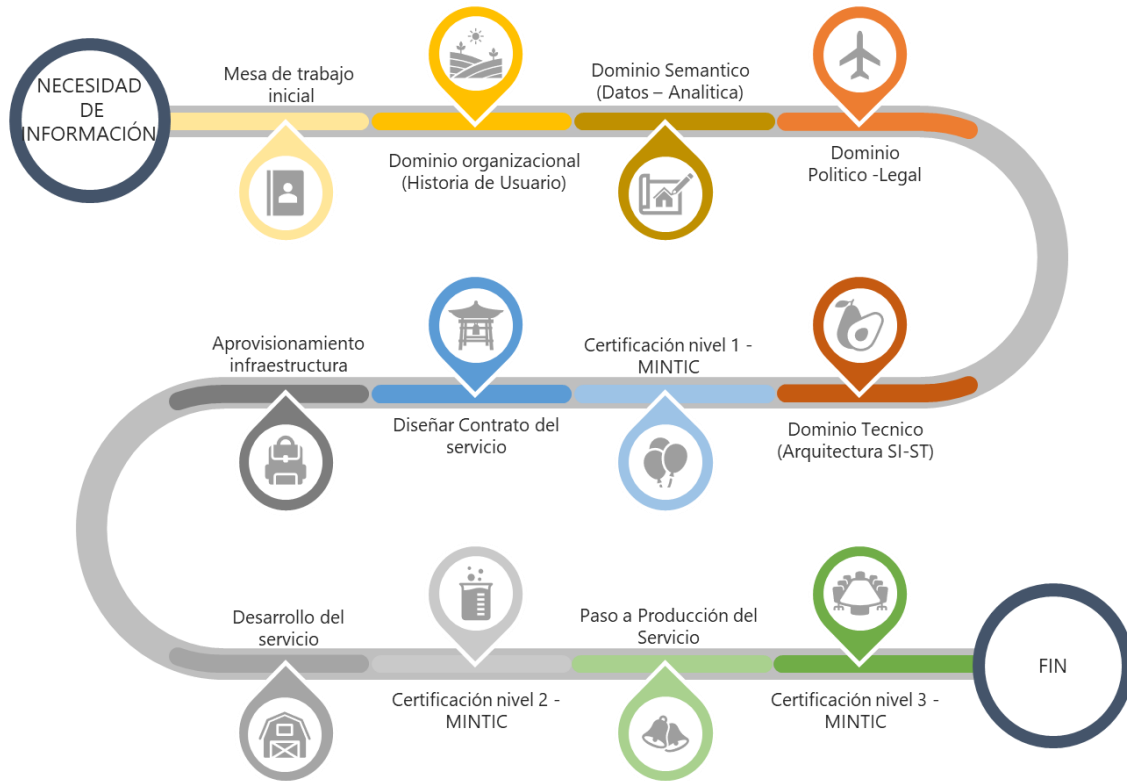 NECESIDAD
DE
INFORMACIÓN
Mesa de trabajo
inicial
Dominio organizacional
(Historia de Usuario)
Dominio Semantico
(Datos – Analitica)
Dominio
Politico -Legal
Dominio Tecnico
(Arquitectura SI-ST)
Certificación nivel 1 -
MINTIC
Diseñar Contrato del
servicio
Aprovisionamiento
infraestructura
Desarrollo del
servicio
Certificación nivel 2 -
MINTIC
Paso a Producción del
Servicio
Certificación nivel 3 -
MINTIC
FIN